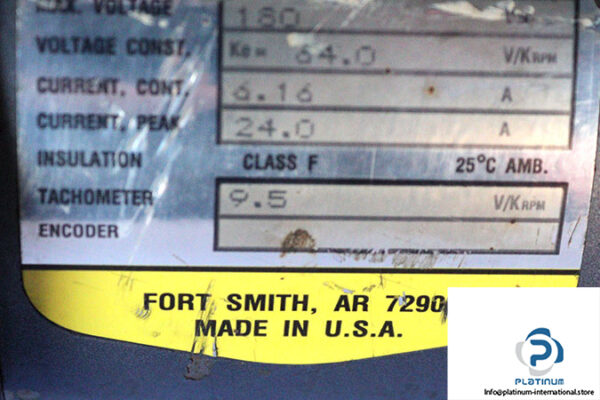 MAX. VOLTAGE 180
VOLTAGE CONST. Ke = 64.0 V/KRPM
CURRENT, CONT. 6.16 A
CURRENT, PEAK 24.0 A
INSULATION CLASS F 25°C AMB.
TACHOMETER 9.5 V/KRPM
ENCODER
FORT SMITH, AR 7290
MADE IN U.S.A.
PLATINUM
Info@platinum-international.store